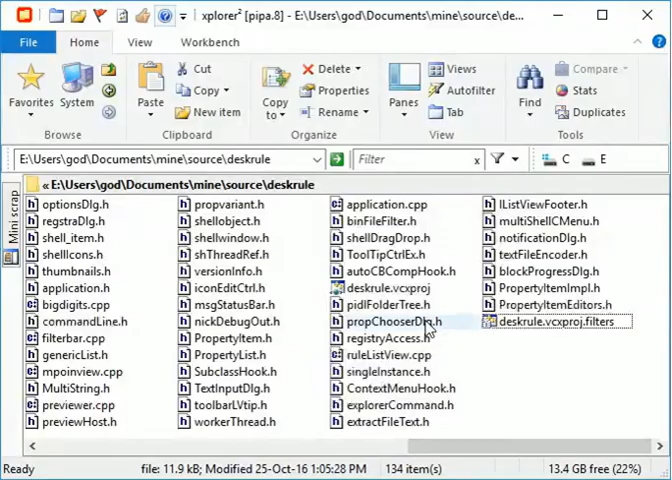 xplorer² [pipa.8] - E:\Users\god\Documents\mine\source\de...
File Home View Workbench
Favorites System Paste Cut Copy New item Copy to Delete Properties Rename Panes Views Autofilter Tab Find Compare Stats Duplicates
Browse Clipboard Organize View Tools
E:\Users\god\Documents\mine\source\deskrule Filter x C E
« E:\Users\god\Documents\mine\source\deskrule
Mini scrap
optionsDlg.h propvariant.h application.cpp IListViewFooter.h
regstraDlg.h shellobject.h binFileFilter.h multiShellCMenu.h
shell_item.h shellwindow.h shellDragDrop.h notificationDlg.h
shellIcons.h shThreadRef.h ToolTipCtrlEx.h textFileEncoder.h
thumbnails.h versionInfo.h autoCBCompHook.h blockProgressDlg.h
application.h iconEditCtrl.h deskrule.vcxproj PropertyItemImpl.h
bigdigits.cpp msgStatusBar.h pidlFolderTree.h PropertyItemEditors.h
commandLine.h nickDebugOut.h propChooserDlg.h deskrule.vcxproj.filters
filterbar.cpp PropertyItem.h registryAccess.h
genericList.h PropertyList.h ruleListView.cpp
mpoinview.cpp SubclassHook.h singleInstance.h
MultiString.h TextInputDlg.h ContextMenuHook.h
previewer.cpp toolbarLVtip.h explorerCommand.h
previewHost.h workerThread.h extractFileText.h
Ready file: 11.9 kB; Modified 25-Oct-16 1:05:28 PM 134 item(s) 13.4 GB free (22%)